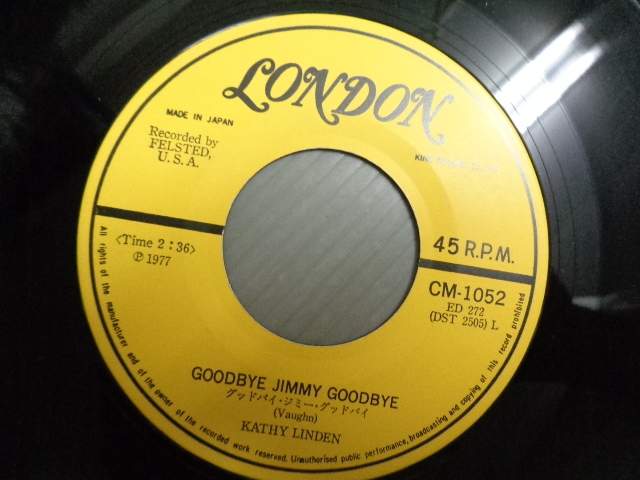 LONDON
MADE IN JAPAN
Recorded by
FELSTED,
U. S. A.
KING
45 R.P.M.
<Time 2:36>
Ⓟ 1977
CM-1052
ED 272
(DST 2505) L
GOODBYE JIMMY GOODBYE
グッドバイ・ジミー・グッドバイ
(Vaughn)
KATHY LINDEN
All rights of the manufacturer and of the owner of the recorded work reserved. Unauthorised public performance, broadcasting and copying of this record prohibited